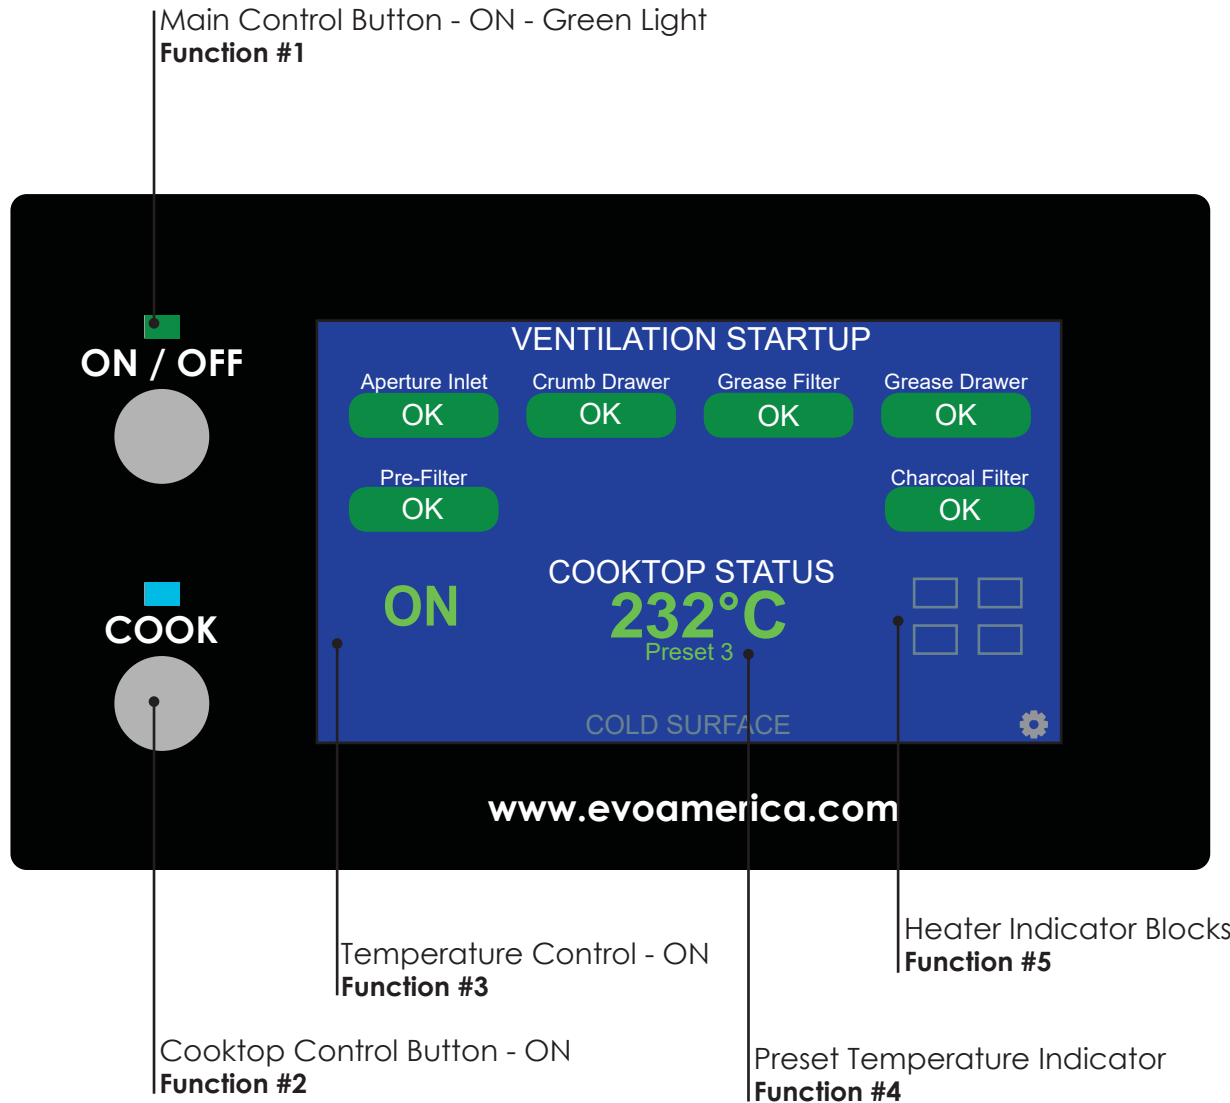 Main Control Button - ON - Green Light
Function #1
ON / OFF
COOK
VENTILATION STARTUP
Aperture Inlet
OK
Crumb Drawer
OK
Grease Filter
OK
Grease Drawer
OK
Pre-Filter
OK
Charcoal Filter
OK
ON
COOKTOP STATUS
232°C
Preset 3
COLD SURFACE
www.evoamerica.com
Heater Indicator Blocks
Function #5
Temperature Control - ON
Function #3
Cooktop Control Button - ON
Function #2
Preset Temperature Indicator
Function #4